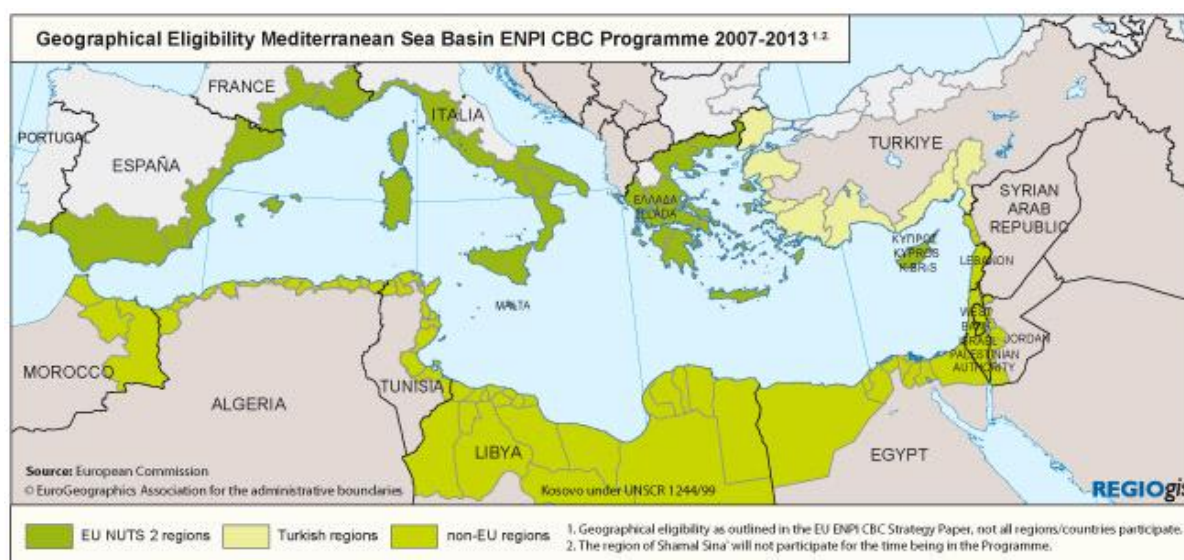 Geographical Eligibility Mediterranean Sea Basin ENPI CBC Programme 2007-2013 1.2.
FRANCE
ITALIA
PORTUGAL
ESPAÑA
TURKIYE
ΕΛΛΑΔΑ
ELLADA
SYRIAN
ARAB
REPUBLIC
ΚΥΠΡΟΣ
KYPROS
KIBRIS
LEBANON
MALTA
WEST
BANK
ISRAEL
JORDAN
PALESTINIAN
AUTHORITY
MOROCCO
TUNISIA
ALGERIA
LIBYA
EGYPT
Source: European Commission
© EuroGeographics Association for the administrative boundaries
Kosovo under UNSCR 1244/99
REGIOgis
EU NUTS 2 regions
Turkish regions
non-EU regions
1. Geographical eligibility as outlined in the EU ENPI CBC Strategy Paper, not all regions/countries participate.
2. The region of Shamal Sina' will not participate for the time being in the Programme.